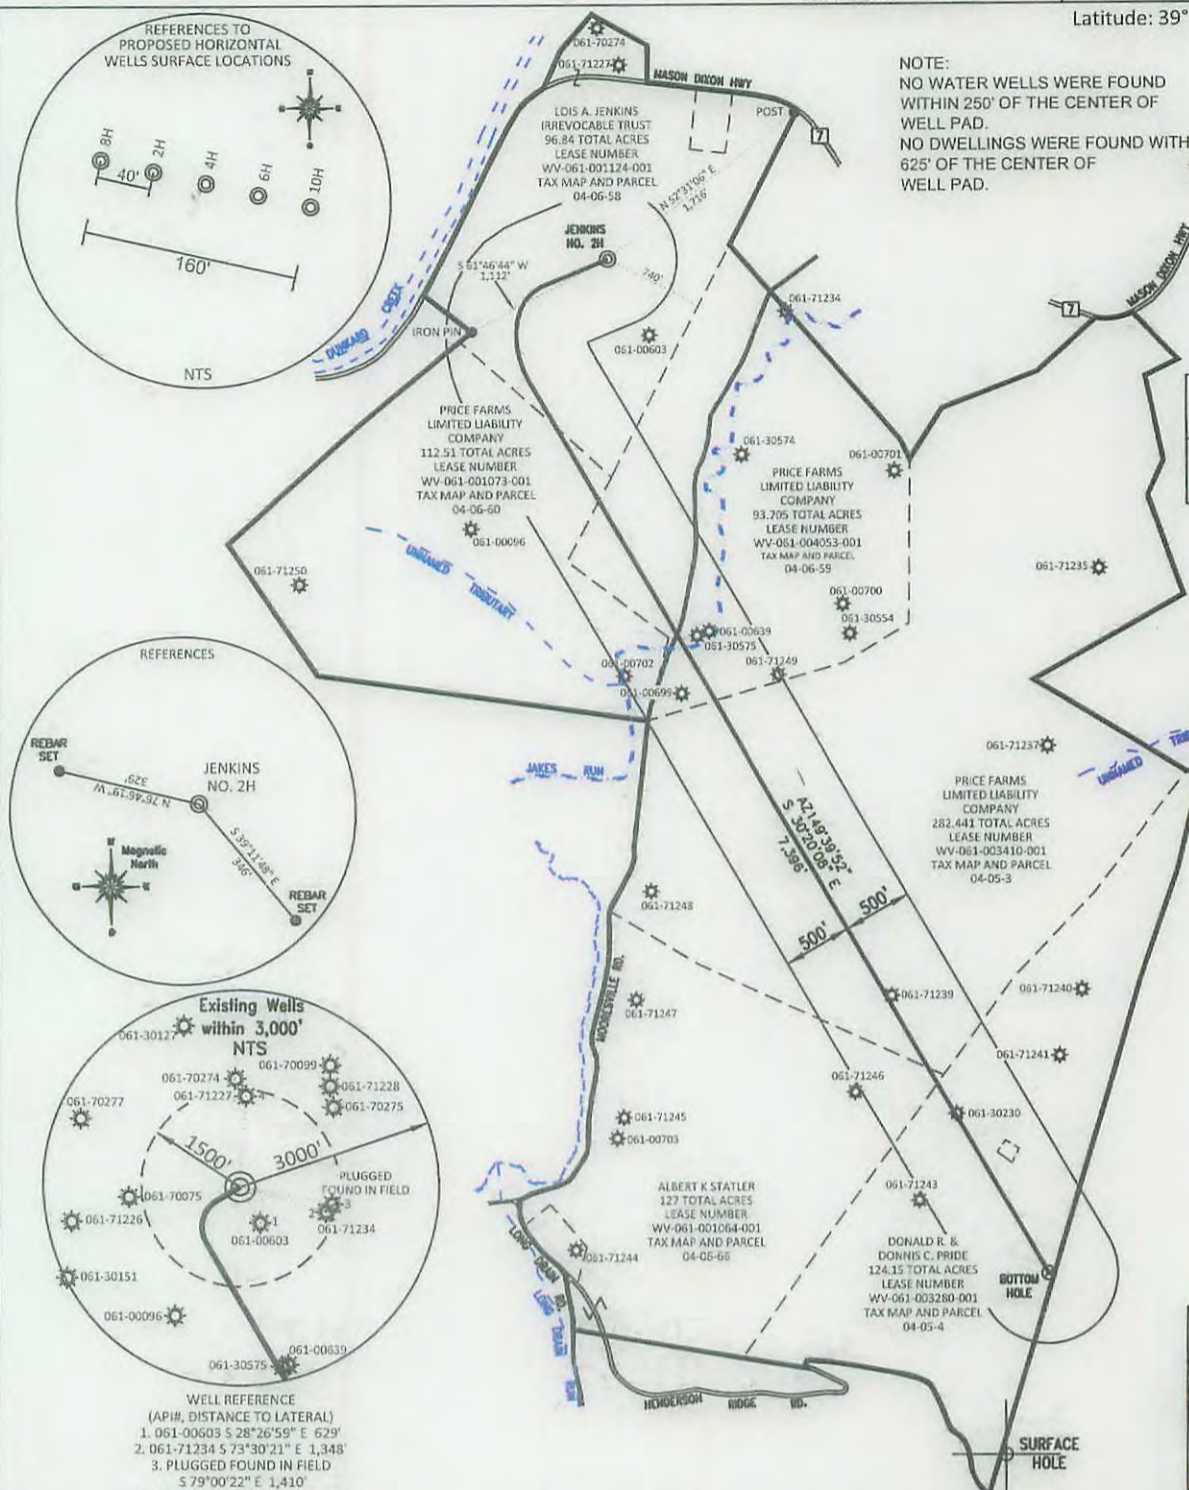 Latitude: 39°
REFERENCES TO
PROPOSED HORIZONTAL
WELLS SURFACE LOCATIONS
8H
2H
4H
6H
10H
40'
160'
NTS
NOTE:
NO WATER WELLS WERE FOUND
WITHIN 250' OF THE CENTER OF
WELL PAD.
NO DWELLINGS WERE FOUND WITH
625' OF THE CENTER OF
WELL PAD.
061-70274
061-71227
MASON DIXON HWY
POST
7
LOIS A. JENKINS
IRREVOCABLE TRUST
96.84 TOTAL ACRES
LEASE NUMBER
WV-061-001124-001
TAX MAP AND PARCEL
04-06-58
N 52°31'06" E
1,716'
JENKINS
NO. 2H
S 61°46'44" W
1,112'
740'
DUNKARD CREEK
IRON PIN
061-71234
061-00603
7
MASON DIXON HWY
PRICE FARMS
LIMITED LIABILITY
COMPANY
112.51 TOTAL ACRES
LEASE NUMBER
WV-061-001073-001
TAX MAP AND PARCEL
04-06-60
061-00096
061-30574
061-00701
PRICE FARMS
LIMITED LIABILITY
COMPANY
93.705 TOTAL ACRES
LEASE NUMBER
WV-061-004053-001
TAX MAP AND PARCEL
04-06-59
061-71250
UNNAMED TRIBUTARY
061-71235
061-00700
061-30554
061-00639
061-30575
061-00702
061-71249
061-00699
REFERENCES
REBAR
SET
329'
N 76°46'19" W
JENKINS
NO. 2H
S 39°11'48" E
346'
Magnetic
North
REBAR
SET
JAKES RUN
061-71237
UNNAMED TRI
PRICE FARMS
LIMITED LIABILITY
COMPANY
282.441 TOTAL ACRES
LEASE NUMBER
WV-061-003410-001
TAX MAP AND PARCEL
04-05-3
AZ149°39'52"
S 30°20'08" E
7,396'
500'
500'
061-71248
MOORESVILLE RD.
061-71247
061-71239
061-71240
061-71241
061-71246
061-30230
061-71245
061-00703
061-71243
Existing Wells
within 3,000'
NTS
061-30127
061-70099
061-70274
061-71228
061-71227
4
061-70275
061-70277
1500'
3000'
PLUGGED
FOUND IN FIELD
061-70075
3
2
061-71226
1
061-71234
061-00603
061-30151
061-00096
061-00639
061-30575
ALBERT K STATLER
127 TOTAL ACRES
LEASE NUMBER
WV-061-001064-001
TAX MAP AND PARCEL
04-06-66
LONG DRAIN RD.
LONG DRAIN RUN
061-71244
DONALD R. &
DONNIS C. PRIDE
124.15 TOTAL ACRES
LEASE NUMBER
WV-061-003280-001
TAX MAP AND PARCEL
04-05-4
BOTTOM
HOLE
HENDERSON RIDGE RD.
SURFACE
HOLE
WELL REFERENCE
(API#, DISTANCE TO LATERAL)
1. 061-00603 S 28°26'59" E 629'
2. 061-71234 S 73°30'21" E 1,348'
3. PLUGGED FOUND IN FIELD
S 79°00'22" E 1,410'